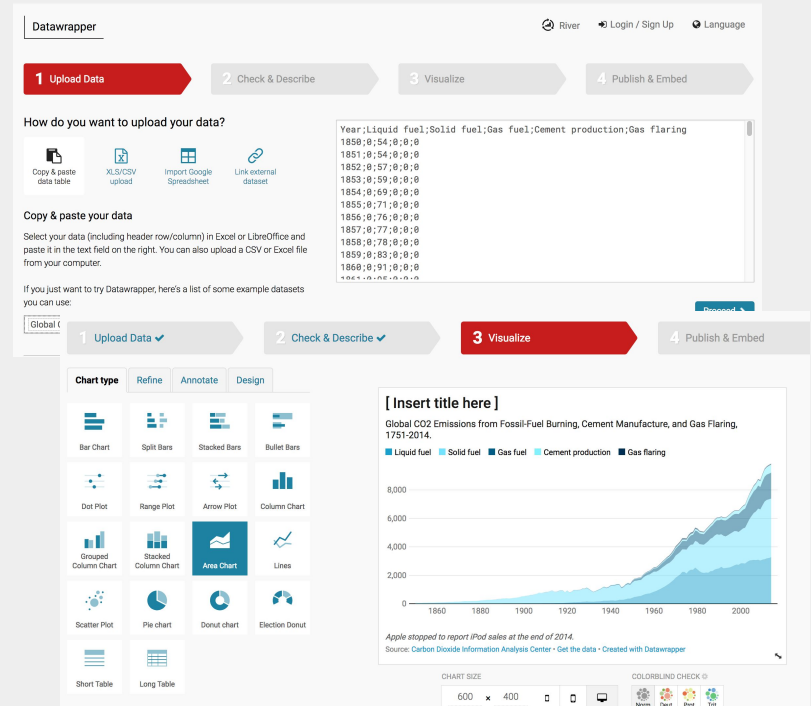 Datawrapper
River
Login / Sign Up
Language
1 Upload Data
2 Check & Describe
3 Visualize
4 Publish & Embed
How do you want to upload your data?
Copy & paste
data table
XLS/CSV
upload
Import Google
Spreadsheet
Link external
dataset
Copy & paste your data
Select your data (including header row/column) in Excel or LibreOffice and
paste it in the text field on the right. You can also upload a CSV or Excel file
from your computer.
If you just want to try Datawrapper, here's a list of some example datasets
you can use:
Global
Year;Liquid fuel;Solid fuel;Gas fuel;Cement production;Gas flaring
1850;0;54;0;0;0
1851;0;54;0;0;0
1852;0;57;0;0;0
1853;0;59;0;0;0
1854;0;69;0;0;0
1855;0;71;0;0;0
1856;0;76;0;0;0
1857;0;77;0;0;0
1858;0;78;0;0;0
1859;0;83;0;0;0
1860;0;91;0;0;0
1861;0;95;0;0;0
Proceed
1 Upload Data
2 Check & Describe
3 Visualize
4 Publish & Embed
Chart type
Refine
Annotate
Design
Bar Chart
Split Bars
Stacked Bars
Bullet Bars
Dot Plot
Range Plot
Arrow Plot
Column Chart
Grouped
Column Chart
Stacked
Column Chart
Area Chart
Lines
Scatter Plot
Pie chart
Donut chart
Election Donut
Short Table
Long Table
[ Insert title here ]
Global CO2 Emissions from Fossil-Fuel Burning, Cement Manufacture, and Gas Flaring,
1751-2014.
Liquid fuel
Solid fuel
Gas fuel
Cement production
Gas flaring
8,000
6,000
4,000
2,000
0
1860
1880
1900
1920
1940
1960
1980
2000
Apple stopped to report iPod sales at the end of 2014.
Source: Carbon Dioxide Information Analysis Center • Get the data • Created with Datawrapper
CHART SIZE
600 × 400
COLORBLIND CHECK
Norm
Deut
Prot
Trit